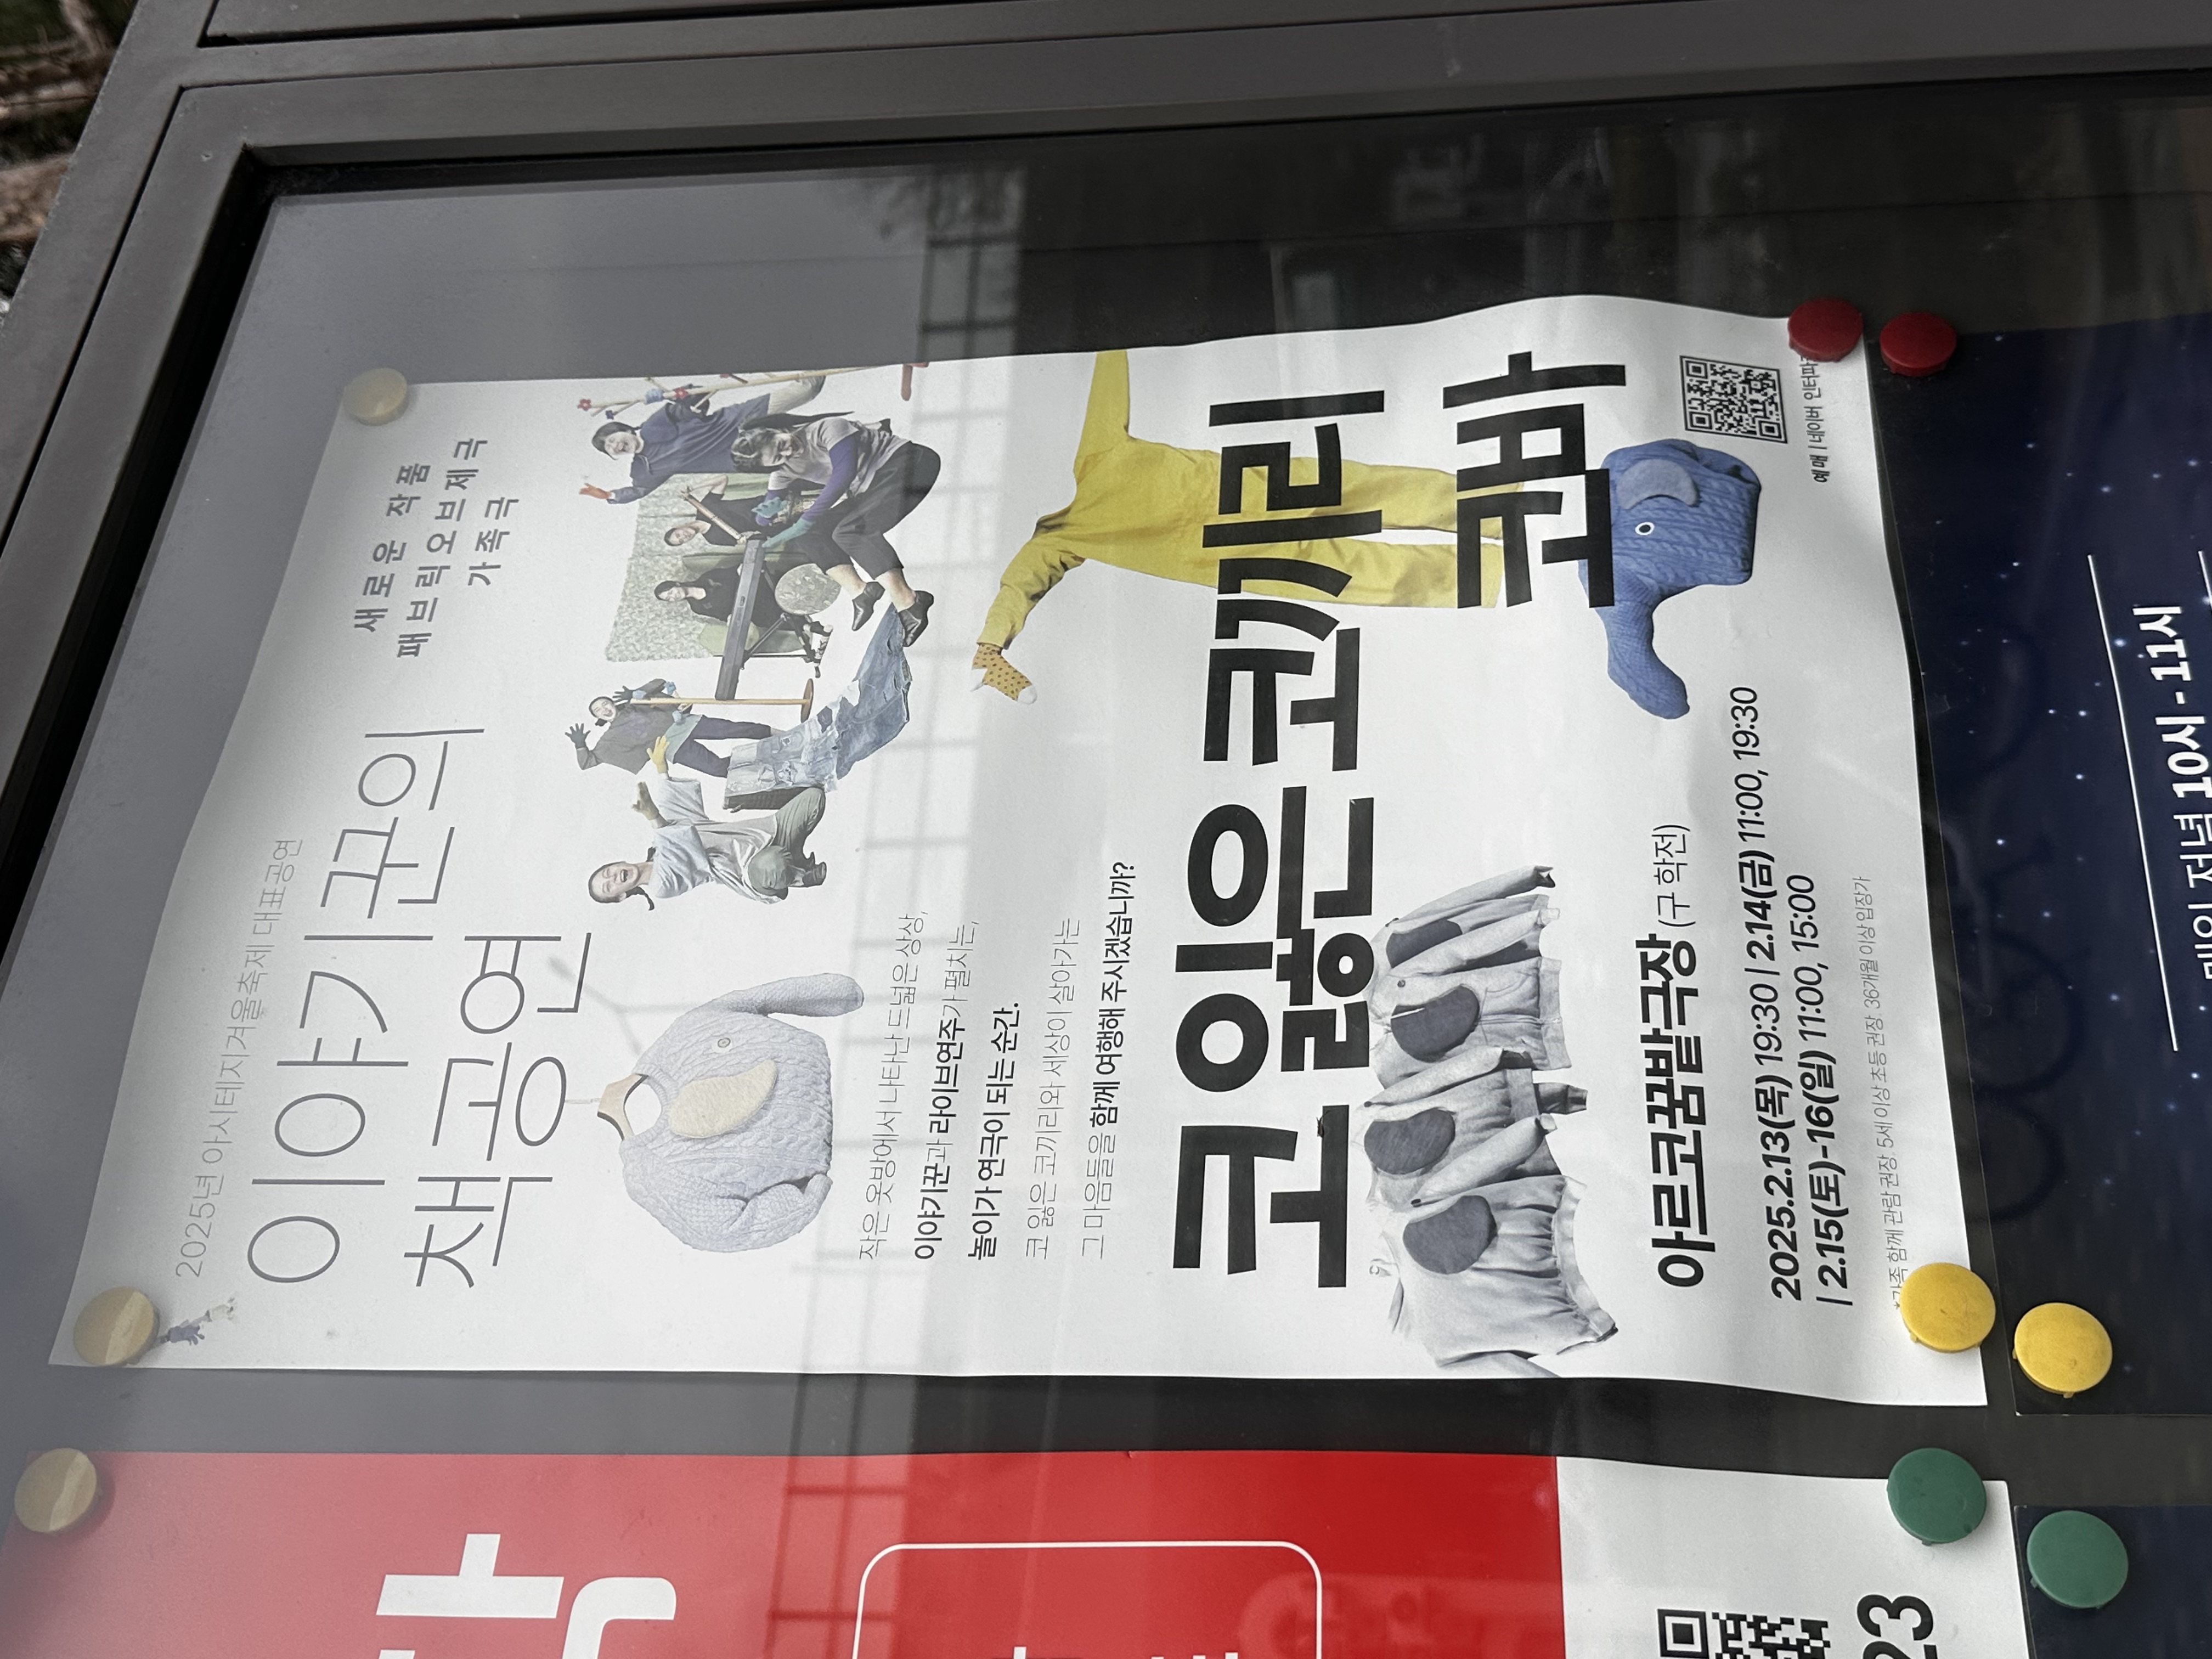 2025년 아시테지겨울축제 대표공연
이야기꾼의
책공연
새로운 작품
패브릭오브제극
가족극
작은 옷방에서 나타난 드넓은 상상,
이야기꾼과 라이브연주가 펼치는,
놀이가 연극이 되는 순간.
코 잃은 코끼리와 세상이 살아가는
그 마음들을 함께 여행해 주시겠습니까?
코 잃은 코끼리
코바
아르코꿈밭극장 (구 학전)
2025.2.13(목) 19:30 | 2.14(금) 11:00, 19:30
| 2.15(토)-16(일) 11:00, 15:00
예매 | 네이버 인터파
*가족 함께 관람 권장, 5세 이상 초등 권장, 36개월 이상 입장가
23
매일 저녁 10시 - 11시